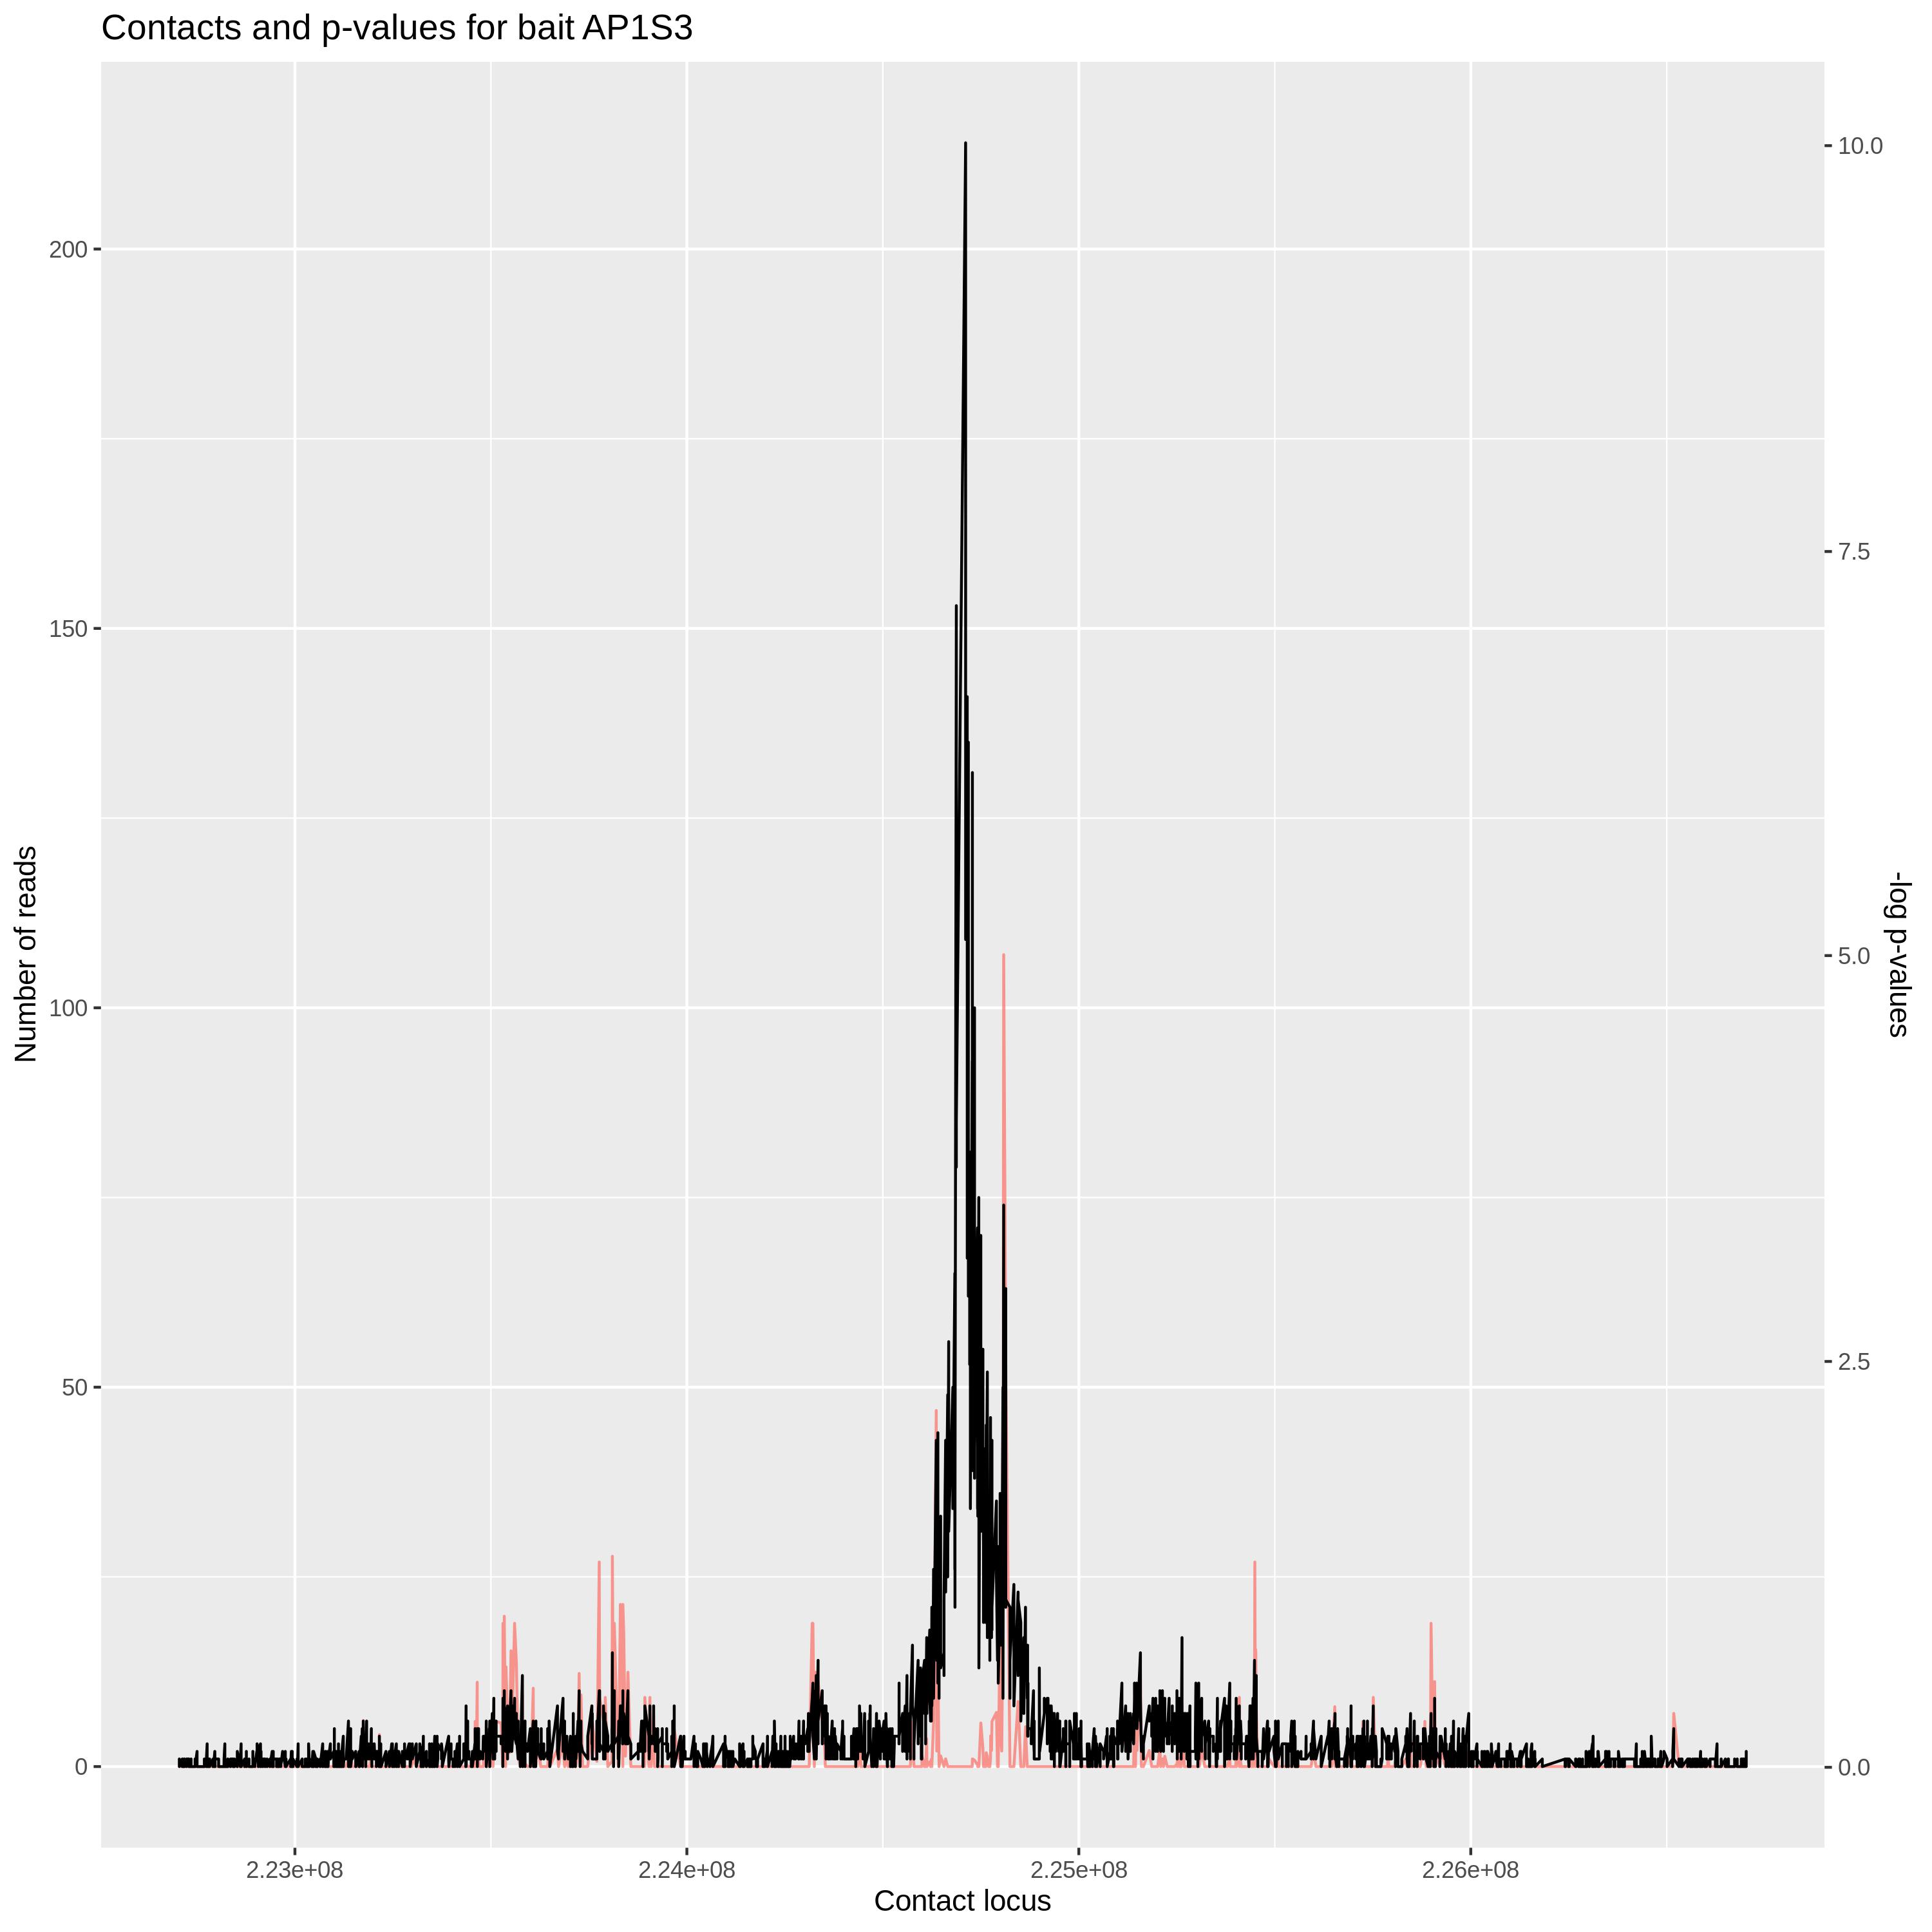 Contacts and p-values for bait AP1S3
200
150
100
50
0
10.0
7.5
5.0
2.5
0.0
Number of reads
-log p-values
2.23e+08
2.24e+08
2.25e+08
2.26e+08
Contact locus